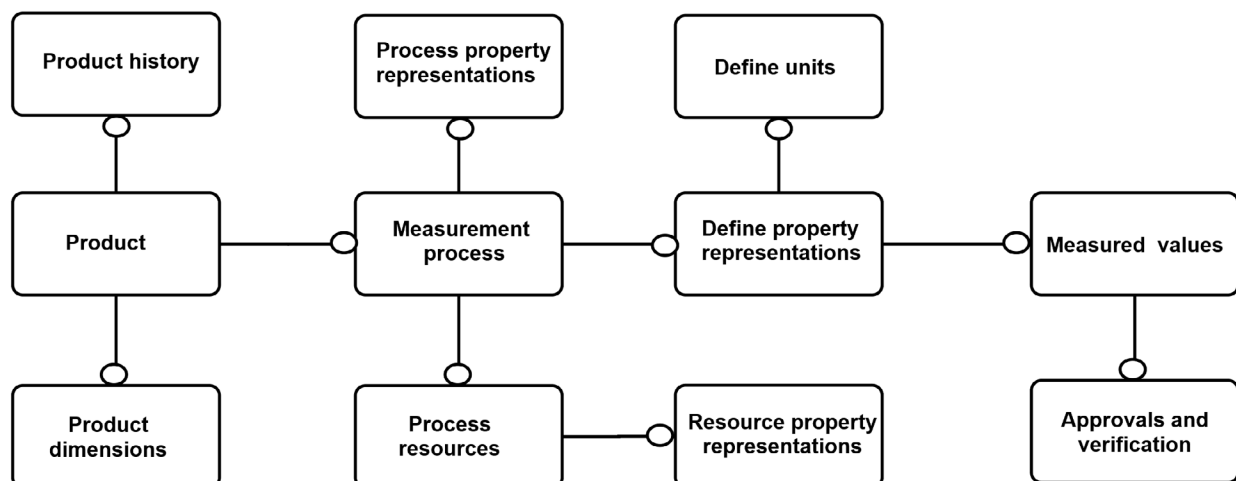 Product history
Process property
representations
Define units
Product
Measurement
process
Define property
representations
Measured values
Product
dimensions
Process
resources
Resource property
representations
Approvals and
verification